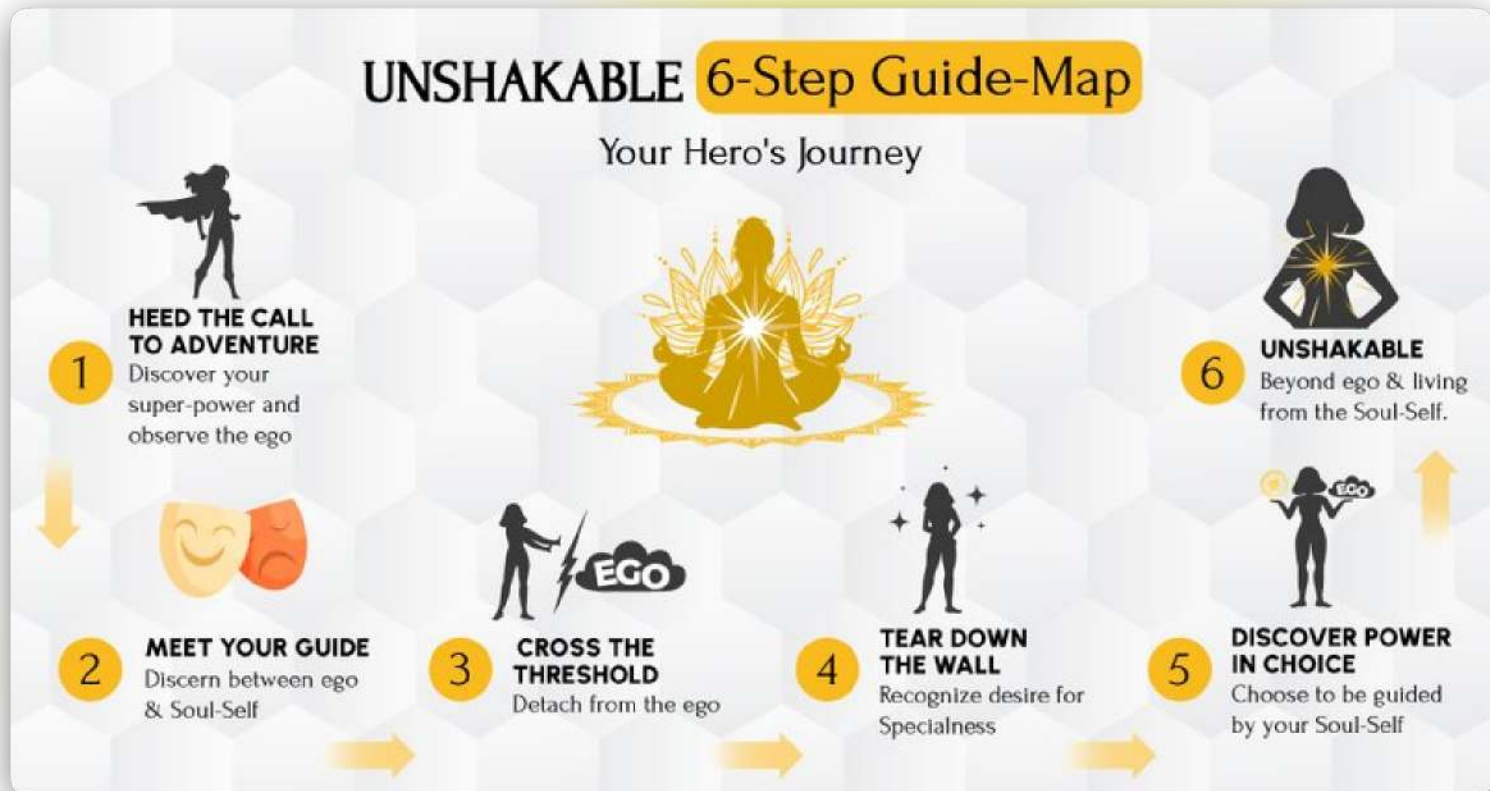 UNSHAKABLE 6-Step Guide-Map
Your Hero's Journey
1
HEED THE CALL
TO ADVENTURE
Discover your
super-power and
observe the ego
2
MEET YOUR GUIDE
Discern between ego
& Soul-Self
3
EGO
CROSS THE
THRESHOLD
Detach from the ego
4
TEAR DOWN
THE WALL
Recognize desire for
Specialness
5
EGO
DISCOVER POWER
IN CHOICE
Choose to be guided
by your Soul-Self
6
UNSHAKABLE
Beyond ego & living
from the Soul-Self.